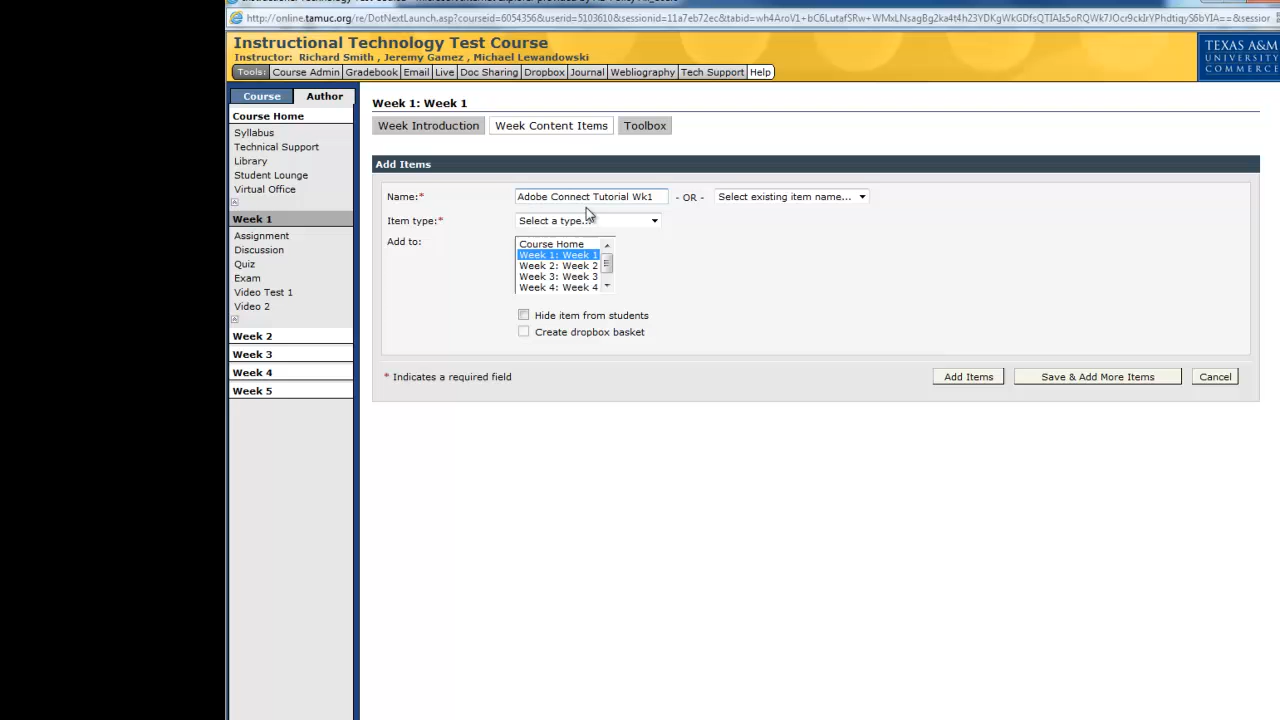 http://online.tamuc.org/re/DotNextLaunch.asp?courseid=6054356&userid=5103610&sessionid=11a7eb72ec&tabid=
Instructional Technology Test Course
Instructor: Richard Smith , Jeremy Gamez , Michael Lewandowski
TEXAS A&M
UNIVERSITY
COMMERCE
Tools: Course Admin Gradebook Email Live Doc Sharing Dropbox Journal Webliography Tech Support Help
Course Author
Course Home
Syllabus
Technical Support
Library
Student Lounge
Virtual Office
Week 1
Assignment
Discussion
Quiz
Exam
Video Test 1
Video 2
Week 2
Week 3
Week 4
Week 5
Week 1: Week 1
Week Introduction Week Content Items Toolbox
Add Items
Name:* Adobe Connect Tutorial Wk1 - OR - Select existing item name...
Item type:* Select a type...
Add to:
Course Home
Week 1: Week 1
Week 2: Week 2
Week 3: Week 3
Week 4: Week 4
Hide item from students
Create dropbox basket
* Indicates a required field Add Items Save & Add More Items Cancel